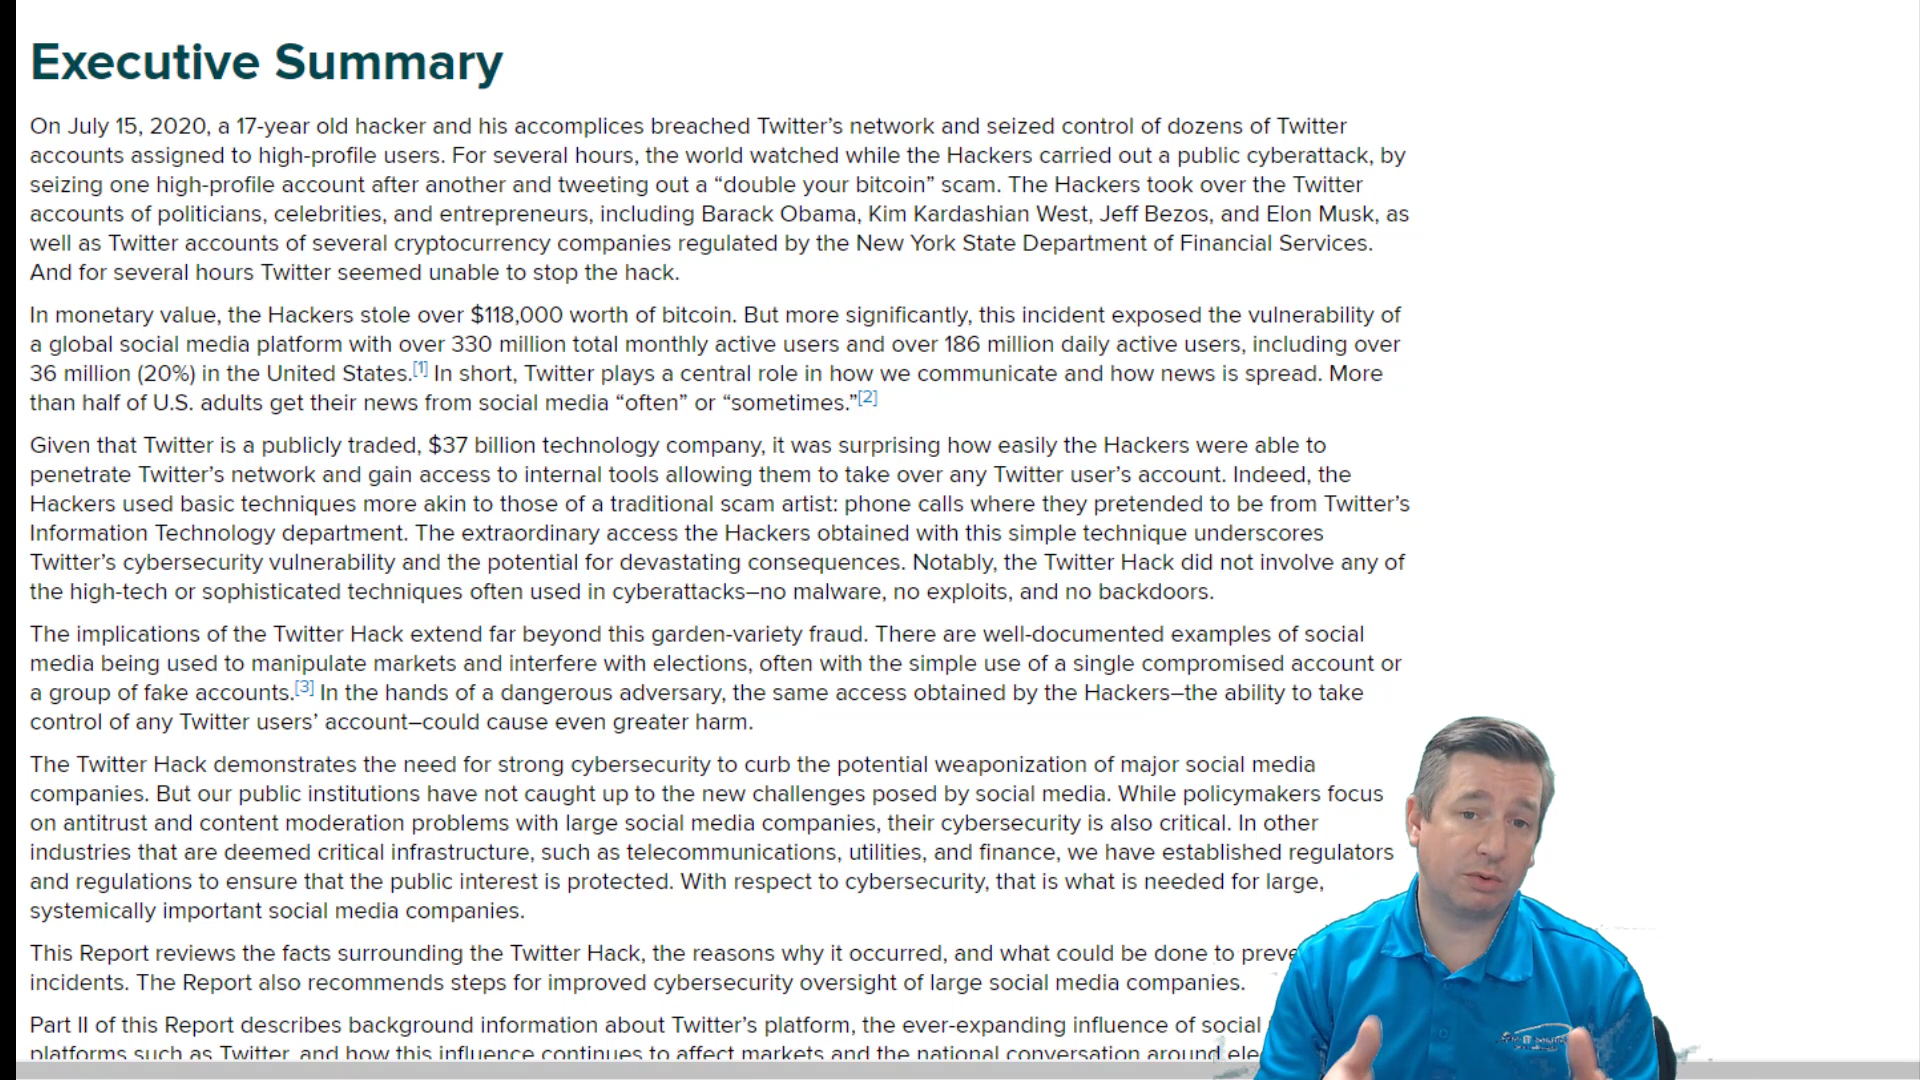 Executive Summary
On July 15, 2020, a 17-year old hacker and his accomplices breached Twitter’s network and seized control of dozens of Twitter
accounts assigned to high-profile users. For several hours, the world watched while the Hackers carried out a public cyberattack, by
seizing one high-profile account after another and tweeting out a “double your bitcoin” scam. The Hackers took over the Twitter
accounts of politicians, celebrities, and entrepreneurs, including Barack Obama, Kim Kardashian West, Jeff Bezos, and Elon Musk, as
well as Twitter accounts of several cryptocurrency companies regulated by the New York State Department of Financial Services.
And for several hours Twitter seemed unable to stop the hack.
In monetary value, the Hackers stole over $118,000 worth of bitcoin. But more significantly, this incident exposed the vulnerability of
a global social media platform with over 330 million total monthly active users and over 186 million daily active users, including over
36 million (20%) in the United States.[1] In short, Twitter plays a central role in how we communicate and how news is spread. More
than half of U.S. adults get their news from social media “often” or “sometimes.”[2]
Given that Twitter is a publicly traded, $37 billion technology company, it was surprising how easily the Hackers were able to
penetrate Twitter’s network and gain access to internal tools allowing them to take over any Twitter user’s account. Indeed, the
Hackers used basic techniques more akin to those of a traditional scam artist: phone calls where they pretended to be from Twitter’s
Information Technology department. The extraordinary access the Hackers obtained with this simple technique underscores
Twitter’s cybersecurity vulnerability and the potential for devastating consequences. Notably, the Twitter Hack did not involve any of
the high-tech or sophisticated techniques often used in cyberattacks–no malware, no exploits, and no backdoors.
The implications of the Twitter Hack extend far beyond this garden-variety fraud. There are well-documented examples of social
media being used to manipulate markets and interfere with elections, often with the simple use of a single compromised account or
a group of fake accounts.[3] In the hands of a dangerous adversary, the same access obtained by the Hackers–the ability to take
control of any Twitter users’ account–could cause even greater harm.
The Twitter Hack demonstrates the need for strong cybersecurity to curb the potential weaponization of major social media
companies. But our public institutions have not caught up to the new challenges posed by social media. While policymakers focus
on antitrust and content moderation problems with large social media companies, their cybersecurity is also critical. In other
industries that are deemed critical infrastructure, such as telecommunications, utilities, and finance, we have established regulators
and regulations to ensure that the public interest is protected. With respect to cybersecurity, that is what is needed for large,
systemically important social media companies.
This Report reviews the facts surrounding the Twitter Hack, the reasons why it occurred, and what could be done to preve
incidents. The Report also recommends steps for improved cybersecurity oversight of large social media companies.
Part II of this Report describes background information about Twitter’s platform, the ever-expanding influence of social
platforms such as Twitter, and how this influence continues to affect markets and the national conversation around ele